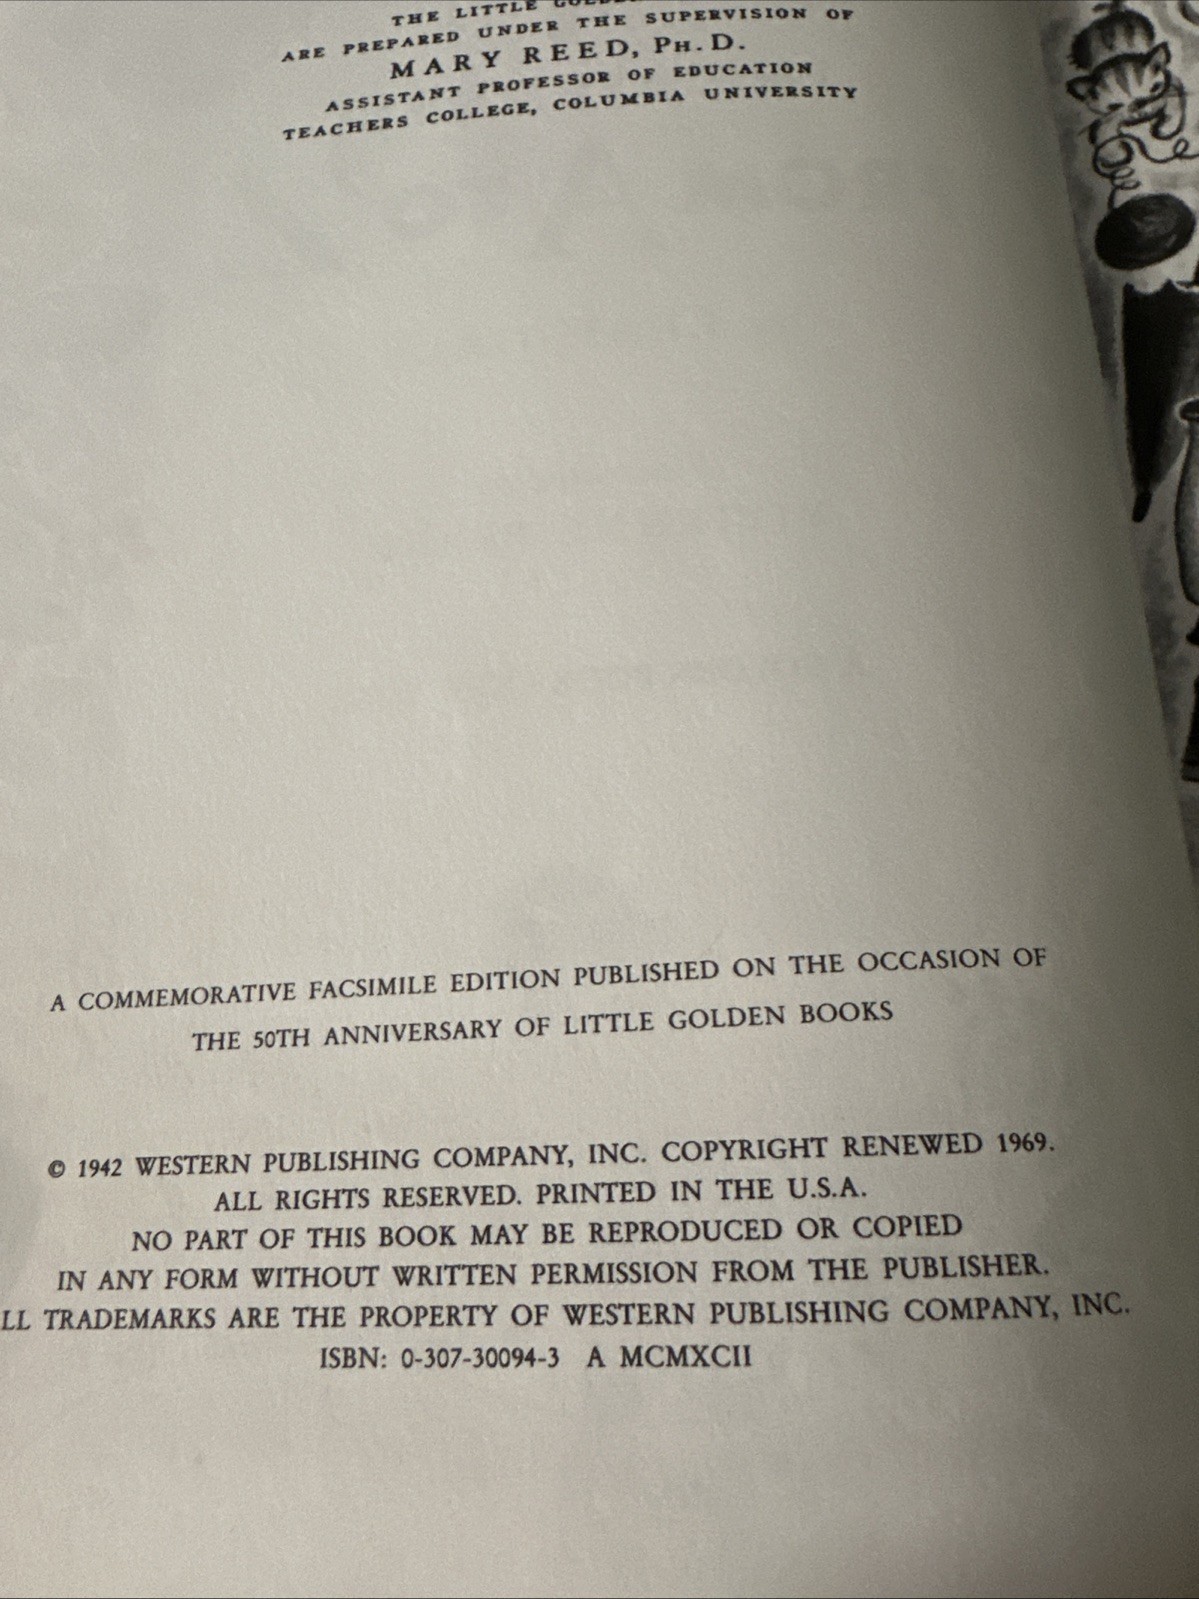 THE LITTLE
ARE PREPARED UNDER THE SUPERVISION OF
MARY REED, PH.D.
ASSISTANT PROFESSOR OF EDUCATION
TEACHERS COLLEGE, COLUMBIA UNIVERSITY
A COMMEMORATIVE FACSIMILE EDITION PUBLISHED ON THE OCCASION OF
THE 50TH ANNIVERSARY OF LITTLE GOLDEN BOOKS
© 1942 WESTERN PUBLISHING COMPANY, INC. COPYRIGHT RENEWED 1969.
ALL RIGHTS RESERVED. PRINTED IN THE U.S.A.
NO PART OF THIS BOOK MAY BE REPRODUCED OR COPIED
IN ANY FORM WITHOUT WRITTEN PERMISSION FROM THE PUBLISHER.
LL TRADEMARKS ARE THE PROPERTY OF WESTERN PUBLISHING COMPANY, INC.
ISBN: 0-307-30094-3 A MCMXCII